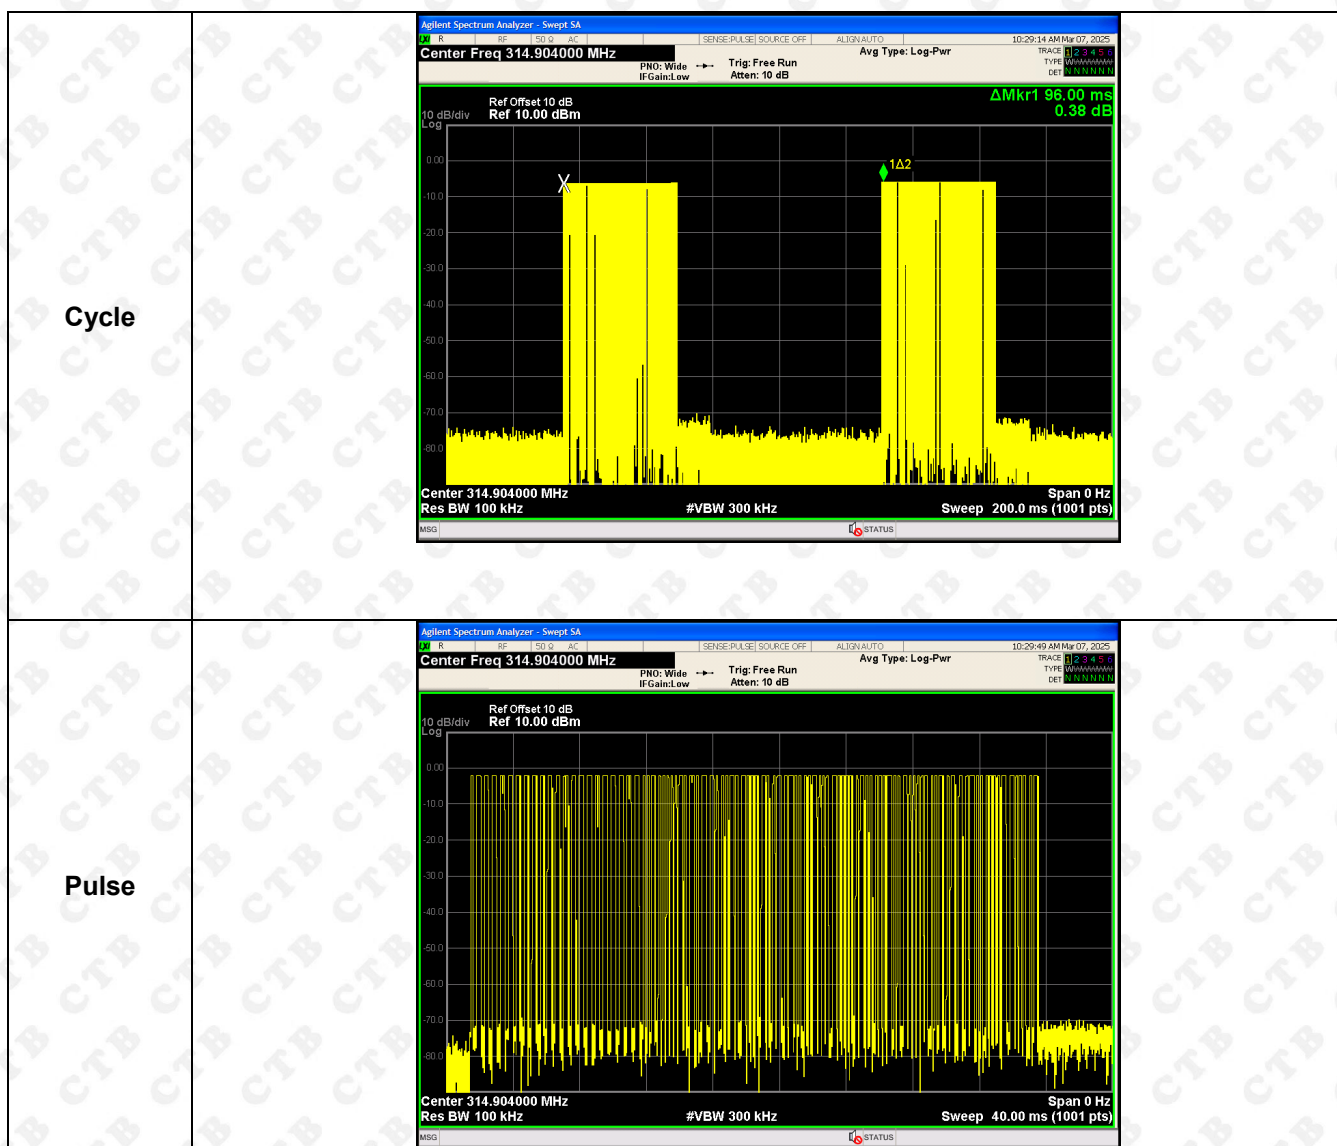 Cycle
Agilent Spectrum Analyzer - Swept SA
LXI R RF 50 Ω AC SENSE:PULSE SOURCE OFF ALIGN AUTO 10:29:14 AM Mar 07, 2025
Center Freq 314.904000 MHz
Avg Type: Log-Pwr
TRACE 1 2 3 4 5 6
PNO: Wide Trig: Free Run
TYPE
IFGain:Low Atten: 10 dB
DET N N N N N N
ΔMkr1 96.00 ms
0.38 dB
Ref Offset 10 dB
10 dB/div Ref 10.00 dBm
Log
0.00
1Δ2
-10.0
-20.0
-30.0
-40.0
-50.0
-60.0
-70.0
-80.0
Center 314.904000 MHz Span 0 Hz
Res BW 100 kHz #VBW 300 kHz Sweep 200.0 ms (1001 pts)
MSG STATUS
Pulse
Agilent Spectrum Analyzer - Swept SA
LXI R RF 50 Ω AC SENSE:PULSE SOURCE OFF ALIGN AUTO 10:29:49 AM Mar 07, 2025
Center Freq 314.904000 MHz
Avg Type: Log-Pwr
TRACE 1 2 3 4 5 6
PNO: Wide Trig: Free Run
TYPE
IFGain:Low Atten: 10 dB
DET N N N N N N
Ref Offset 10 dB
10 dB/div Ref 10.00 dBm
Log
0.00
-10.0
-20.0
-30.0
-40.0
-50.0
-60.0
-70.0
-80.0
Center 314.904000 MHz Span 0 Hz
Res BW 100 kHz #VBW 300 kHz Sweep 40.00 ms (1001 pts)
MSG STATUS